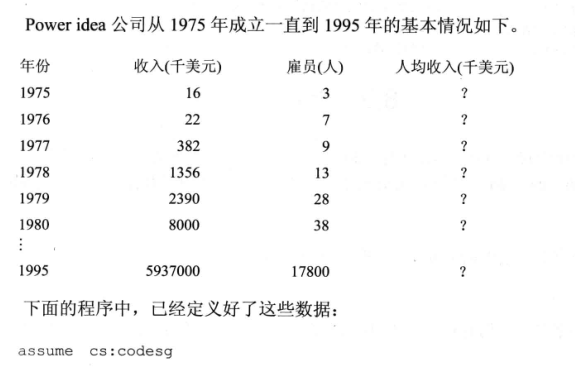 Power idea 公司从 1975 年成立一直到 1995 年的基本情况如下。
年份 收入(千美元) 雇员(人) 人均收入(千美元)
1975 16 3 ?
1976 22 7 ?
1977 382 9 ?
1978 1356 13 ?
1979 2390 28 ?
1980 8000 38 ?
⋮
1995 5937000 17800 ?
下面的程序中，已经定义好了这些数据：
assume cs:codesg